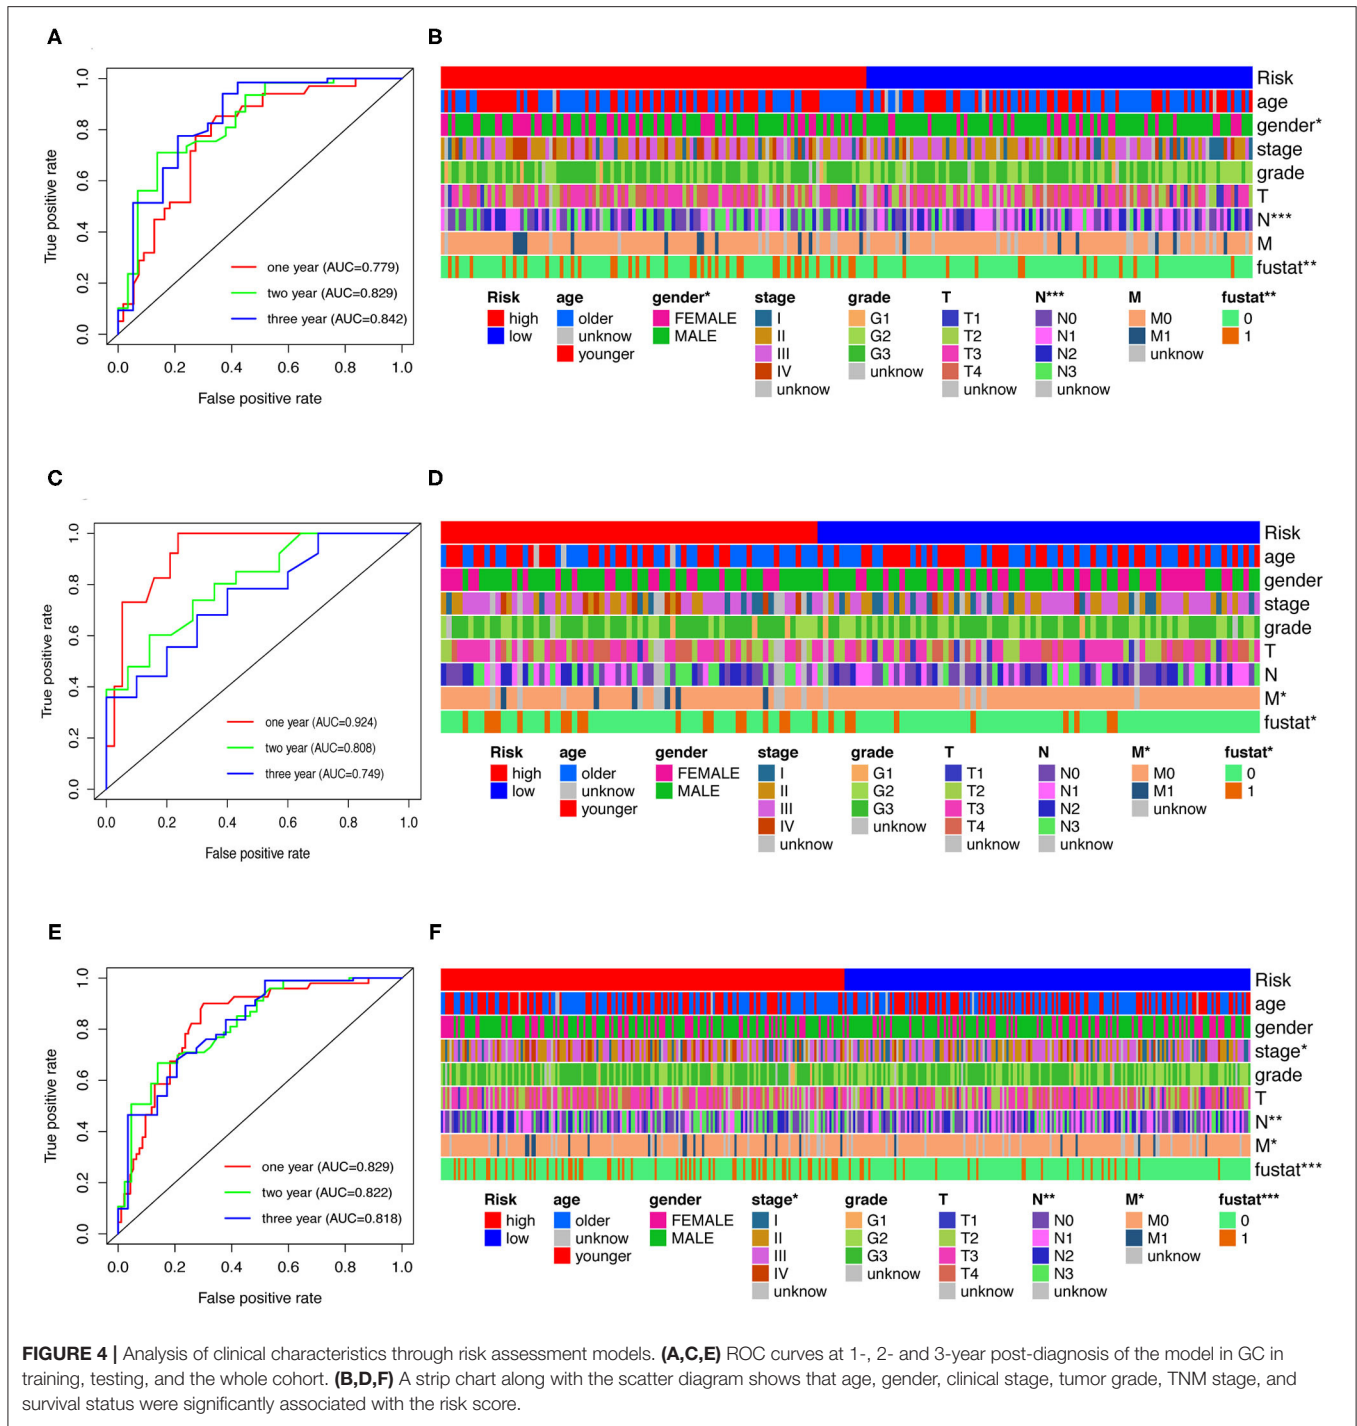 A
True positive rate
0.0 0.2 0.4 0.6 0.8 1.0
one year (AUC=0.779)
two year (AUC=0.829)
three year (AUC=0.842)
0.0 0.2 0.4 0.6 0.8 1.0
False positive rate
B
Risk
age
gender*
stage
grade
T
N***
M
fustat**
Risk age gender* stage grade T N*** M fustat**
high older FEMALE I G1 T1 N0 M0 0
low unknow MALE II G2 T2 N1 M1 1
younger III G3 T3 N2 unknow
IV unknow T4 N3
unknow unknow unknow
C
True positive rate
0.0 0.2 0.4 0.6 0.8 1.0
one year (AUC=0.924)
two year (AUC=0.808)
three year (AUC=0.749)
0.0 0.2 0.4 0.6 0.8 1.0
False positive rate
D
Risk
age
gender
stage
grade
T
N
M*
fustat*
Risk age gender stage grade T N M* fustat*
high older FEMALE I G1 T1 N0 M0 0
low unknow MALE II G2 T2 N1 M1 1
younger III G3 T3 N2 unknow
IV unknow T4 N3
unknow unknow unknow
E
True positive rate
0.0 0.2 0.4 0.6 0.8 1.0
one year (AUC=0.829)
two year (AUC=0.822)
three year (AUC=0.818)
0.0 0.2 0.4 0.6 0.8 1.0
False positive rate
F
Risk
age
gender
stage*
grade
T
N**
M*
fustat***
Risk age gender stage* grade T N** M* fustat***
high older FEMALE I G1 T1 N0 M0 0
low unknow MALE II G2 T2 N1 M1 1
younger III G3 T3 N2 unknow
IV unknow T4 N3
unknow unknow unknow
FIGURE 4 | Analysis of clinical characteristics through risk assessment models. (A,C,E) ROC curves at 1-, 2- and 3-year post-diagnosis of the model in GC in
training, testing, and the whole cohort. (B,D,F) A strip chart along with the scatter diagram shows that age, gender, clinical stage, tumor grade, TNM stage, and
survival status were significantly associated with the risk score.